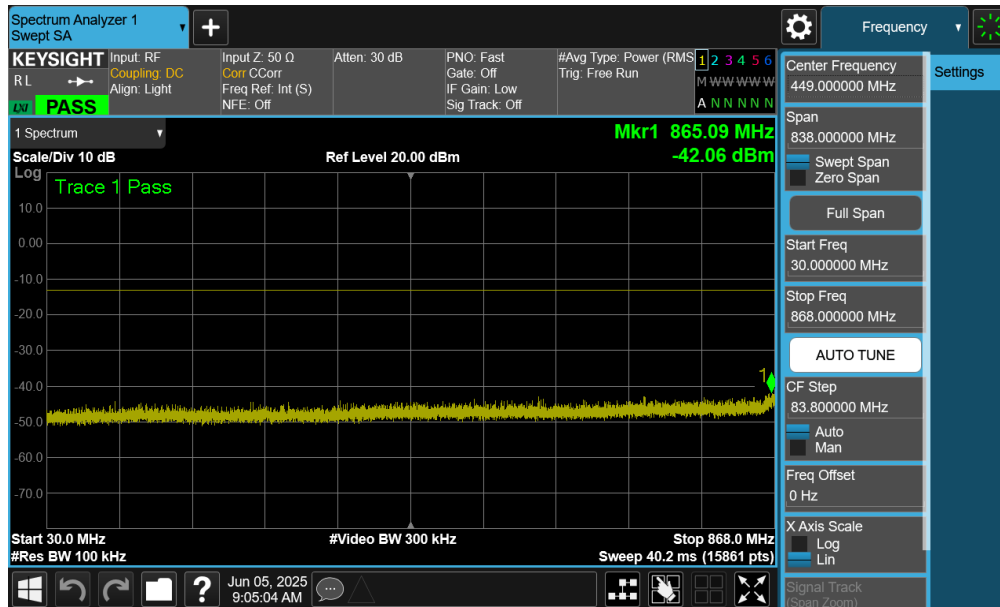 Spectrum Analyzer 1
Swept SA
+
Frequency
KEYSIGHT
R L
LXI PASS
Input: RF
Coupling: DC
Align: Light
Input Z: 50 Ω
Corr CCorr
Freq Ref: Int (S)
NFE: Off
Atten: 30 dB
PNO: Fast
Gate: Off
IF Gain: Low
Sig Track: Off
#Avg Type: Power (RMS
Trig: Free Run
1 2 3 4 5 6
M W W W W W
A N N N N N
1 Spectrum
Mkr1 865.09 MHz
Scale/Div 10 dB
Ref Level 20.00 dBm
-42.06 dBm
Log
Trace 1 Pass
10.0
0.00
-10.0
-20.0
-30.0
1
-40.0
-50.0
-60.0
-70.0
Start 30.0 MHz
#Video BW 300 kHz
Stop 868.0 MHz
#Res BW 100 kHz
Sweep 40.2 ms (15861 pts)
?
Jun 05, 2025
9:05:04 AM
Center Frequency
449.000000 MHz
Settings
Span
838.000000 MHz
Swept Span
Zero Span
Full Span
Start Freq
30.000000 MHz
Stop Freq
868.000000 MHz
AUTO TUNE
CF Step
83.800000 MHz
Auto
Man
Freq Offset
0 Hz
X Axis Scale
Log
Lin
Signal Track
(Span Zoom)